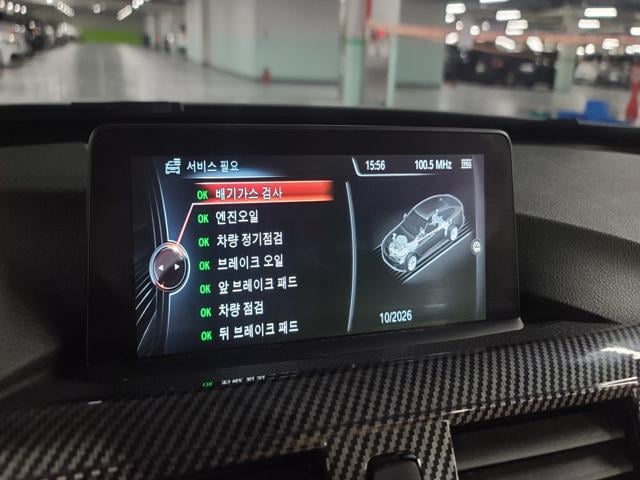 서비스 필요
15:56
100.5 MHz
TPEG
OK 배기가스 검사
OK 엔진오일
OK 차량 정기점검
OK 브레이크 오일
OK 앞 브레이크 패드
OK 차량 점검
OK 뒤 브레이크 패드
10/2026